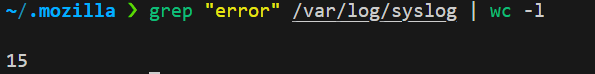 ~/.mozilla ❯ grep "error" /var/log/syslog | wc -l
15